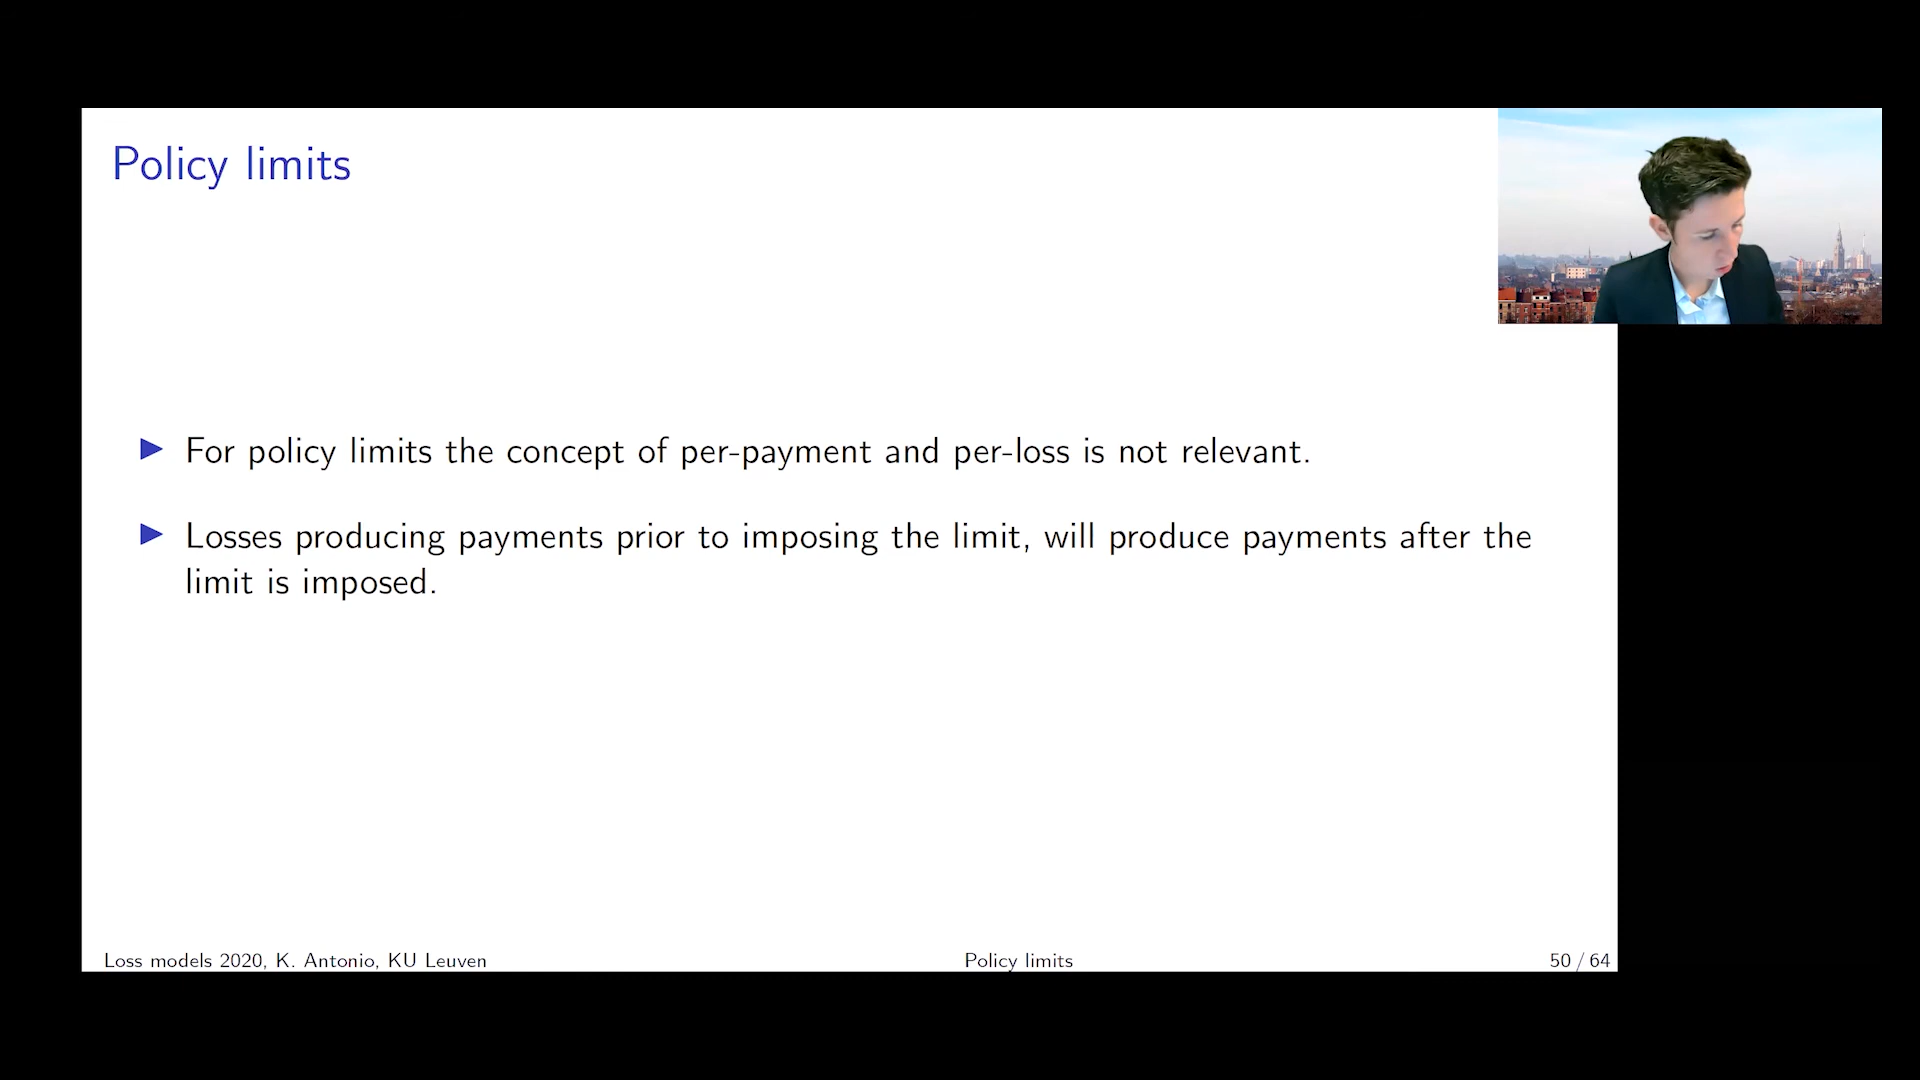 Policy limits
▶ For policy limits the concept of per-payment and per-loss is not relevant.
▶ Losses producing payments prior to imposing the limit, will produce payments after the
limit is imposed.
Loss models 2020, K. Antonio, KU Leuven
Policy limits
50 / 64